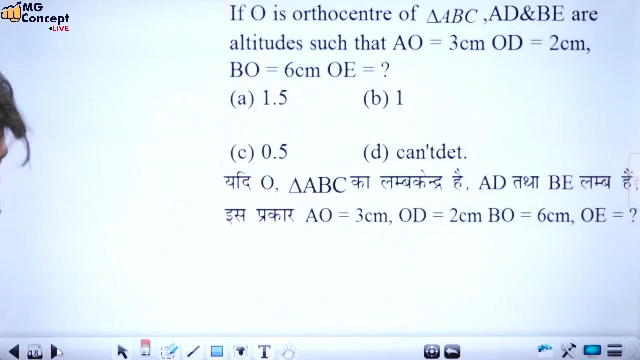 MG
Concept
LIVE
If O is orthocentre of ΔABC ,AD&BE are
altitudes such that AO = 3cm OD = 2cm,
BO = 6cm OE = ?
(a) 1.5 (b) 1
(c) 0.5 (d) can'tdet.
यदि O, ΔABC का लम्बकेन्द्र है, AD तथा BE लम्ब हैं,
इस प्रकार AO = 3cm, OD = 2cm BO = 6cm, OE = ?
18
T